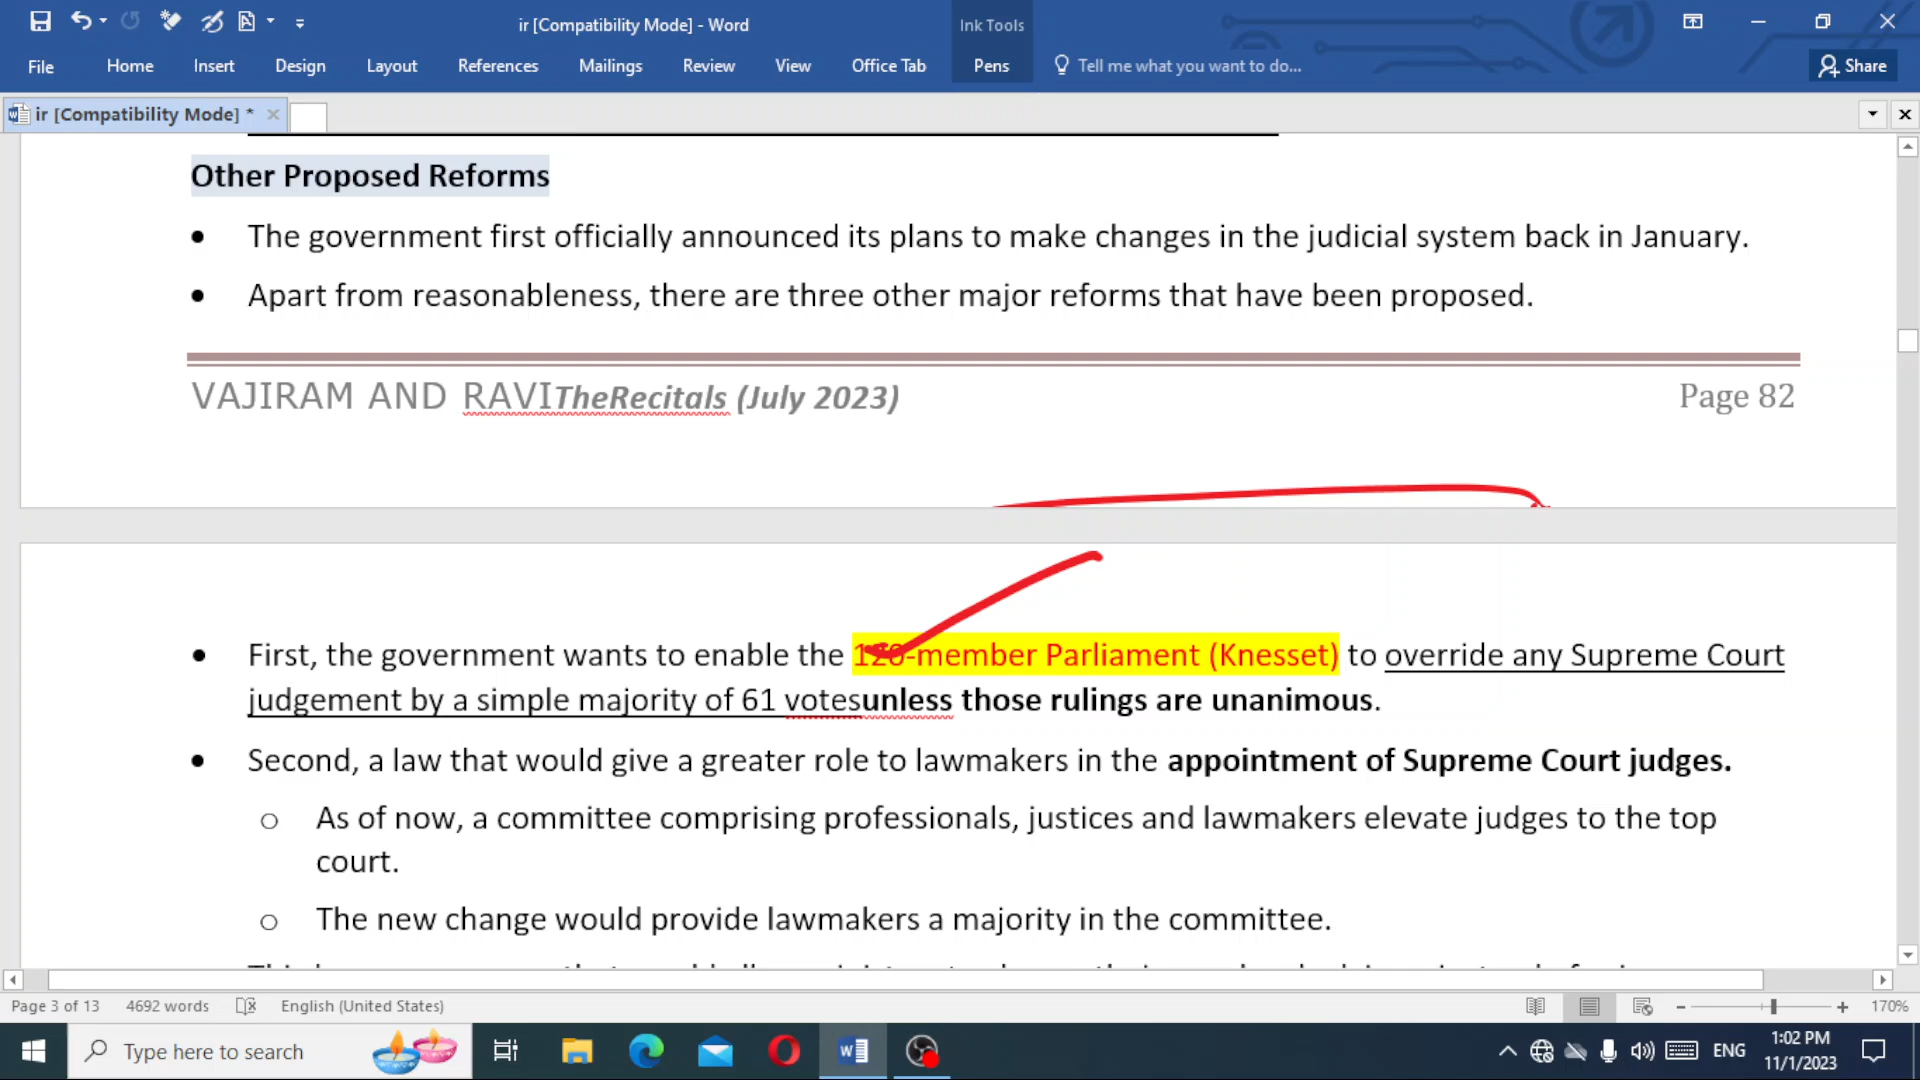 ir [Compatibility Mode] - Word
Ink Tools
File Home Insert Design Layout References Mailings Review View Office Tab Pens Tell me what you want to do... Share
ir [Compatibility Mode] *
Other Proposed Reforms
• The government first officially announced its plans to make changes in the judicial system back in January.
• Apart from reasonableness, there are three other major reforms that have been proposed.
VAJIRAM AND RAVITheRecitals (July 2023) Page 82
• First, the government wants to enable the 120-member Parliament (Knesset) to override any Supreme Court
judgement by a simple majority of 61 votesunless those rulings are unanimous.
• Second, a law that would give a greater role to lawmakers in the appointment of Supreme Court judges.
o As of now, a committee comprising professionals, justices and lawmakers elevate judges to the top
court.
o The new change would provide lawmakers a majority in the committee.
Page 3 of 13 4692 words English (United States) 170%
Type here to search
ENG
1:02 PM
11/1/2023